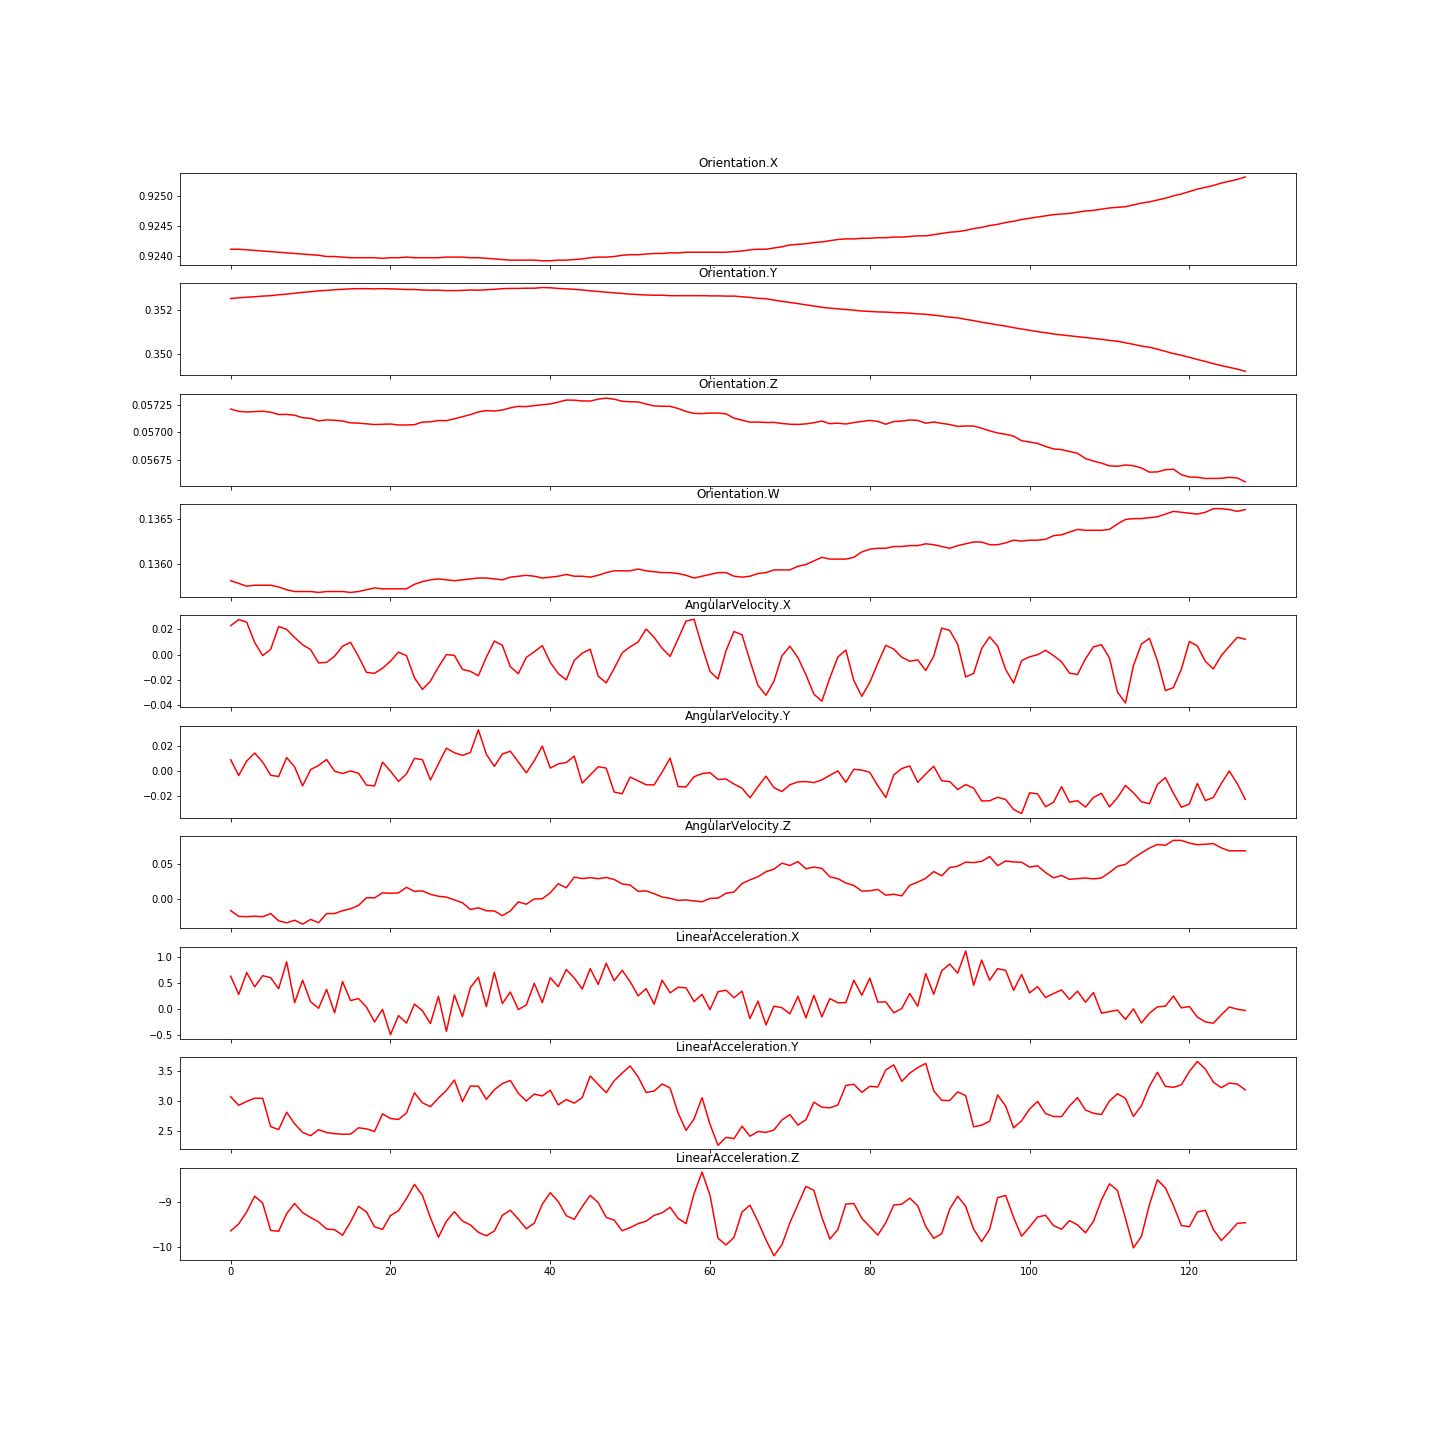 Orientation.X
0.9250
0.9245
0.9240
Orientation.Y
0.352
0.350
Orientation.Z
0.05725
0.05700
0.05675
Orientation.W
0.1365
0.1360
AngularVelocity.X
0.02
0.00
−0.02
−0.04
AngularVelocity.Y
0.02
0.00
−0.02
AngularVelocity.Z
0.05
0.00
LinearAcceleration.X
1.0
0.5
0.0
−0.5
LinearAcceleration.Y
3.5
3.0
2.5
LinearAcceleration.Z
−9
−10
0 20 40 60 80 100 120